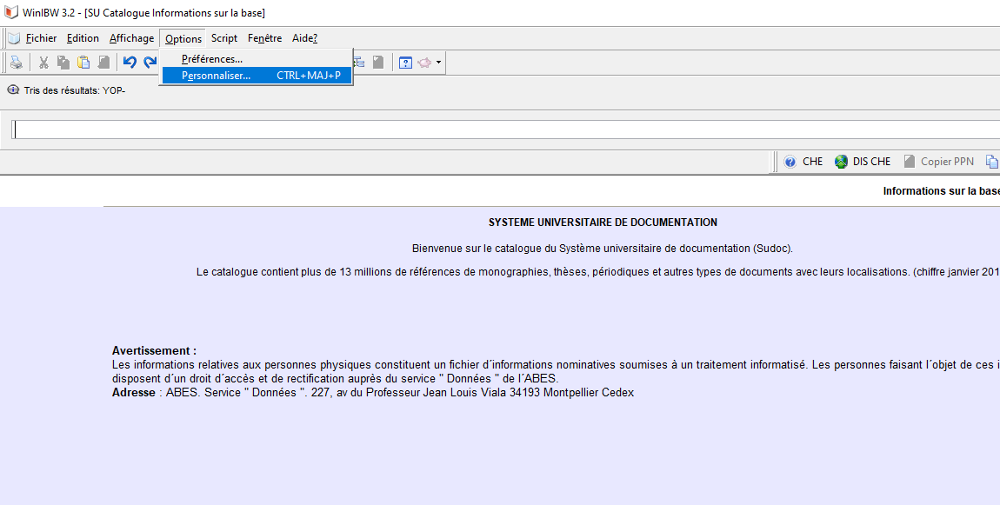 WinIBW 3.2 - [SU Catalogue Informations sur la base]
Fichier Edition Affichage Options Script Fenêtre Aide?
Préférences...
Personnaliser... CTRL+MAJ+P
Tris des résultats: YOP-
CHE DIS CHE Copier PPN
Informations sur la base
SYSTEME UNIVERSITAIRE DE DOCUMENTATION
Bienvenue sur le catalogue du Système universitaire de documentation (Sudoc).
Le catalogue contient plus de 13 millions de références de monographies, thèses, périodiques et autres types de documents avec leurs localisations. (chiffre janvier 201
Avertissement :
Les informations relatives aux personnes physiques constituent un fichier d´informations nominatives soumises à un traitement informatisé. Les personnes faisant l´objet de ces i
disposent d´un droit d´accès et de rectification auprès du service " Données " de l´ABES.
Adresse : ABES. Service " Données ". 227, av du Professeur Jean Louis Viala 34193 Montpellier Cedex